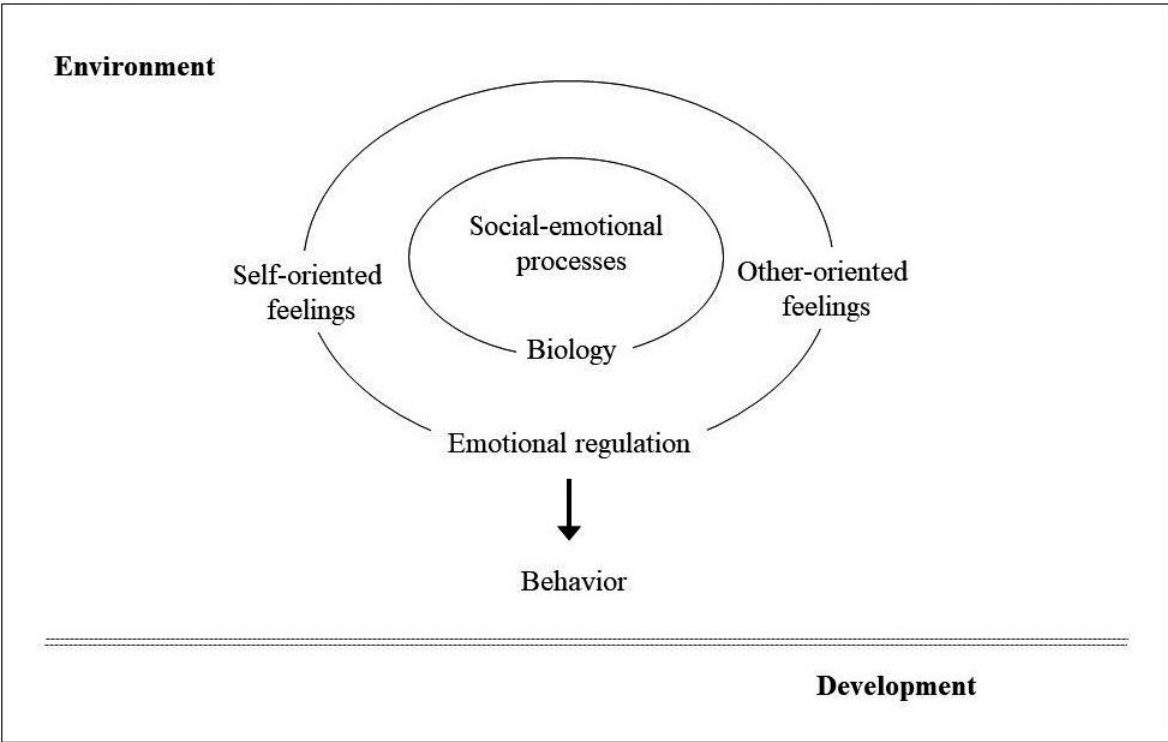 Environment
Social-emotional
processes
Self-oriented
feelings
Other-oriented
feelings
Biology
Emotional regulation
Behavior
Development